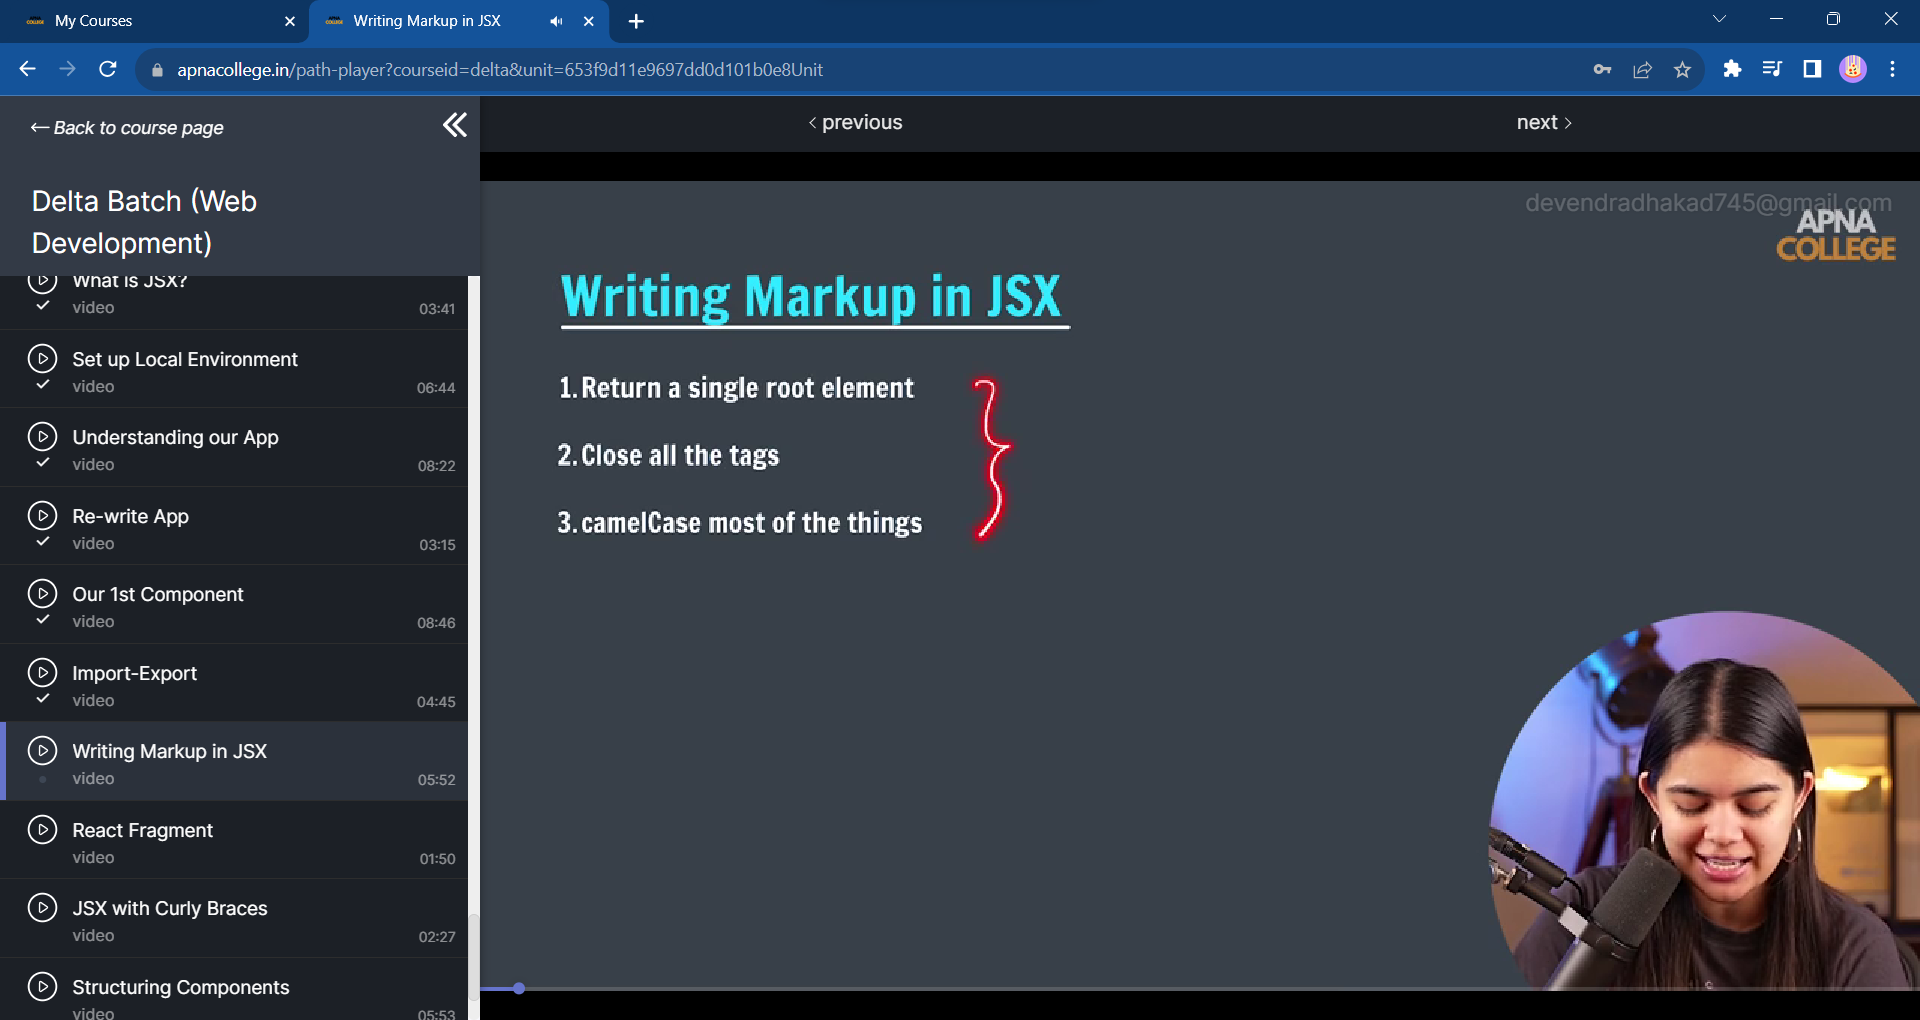 My Courses
Writing Markup in JSX
apnacollege.in/path-player?courseid=delta&unit=653f9d11e9697dd0d101b0e8Unit
← Back to course page
‹ previous
next ›
Delta Batch (Web
Development)
What is JSX?
video 03:41
Set up Local Environment
video 06:44
Understanding our App
video 08:22
Re-write App
video 03:15
Our 1st Component
video 08:46
Import-Export
video 04:45
Writing Markup in JSX
video 05:52
React Fragment
video 01:50
JSX with Curly Braces
video 02:27
Structuring Components
video 05:53
devendradhakad745@gmail.com
APNA
COLLEGE
Writing Markup in JSX
1. Return a single root element
2. Close all the tags
3. camelCase most of the things